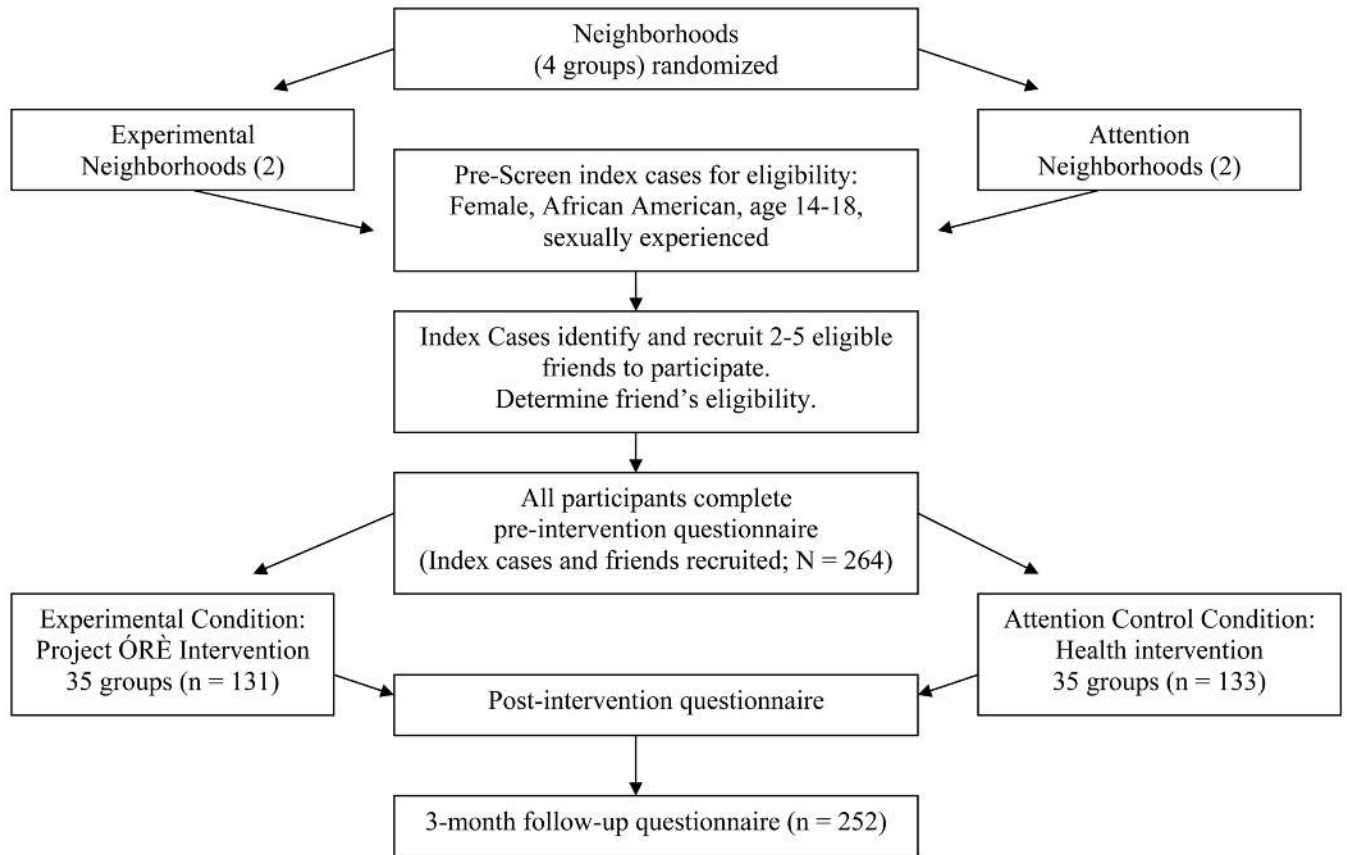 Neighborhoods
(4 groups) randomized
Experimental
Neighborhoods (2)
Attention
Neighborhoods (2)
Pre-Screen index cases for eligibility:
Female, African American, age 14-18,
sexually experienced
Index Cases identify and recruit 2-5 eligible
friends to participate.
Determine friend’s eligibility.
All participants complete
pre-intervention questionnaire
(Index cases and friends recruited; N = 264)
Experimental Condition:
Project ÓRÈ Intervention
35 groups (n = 131)
Attention Control Condition:
Health intervention
35 groups (n = 133)
Post-intervention questionnaire
3-month follow-up questionnaire (n = 252)